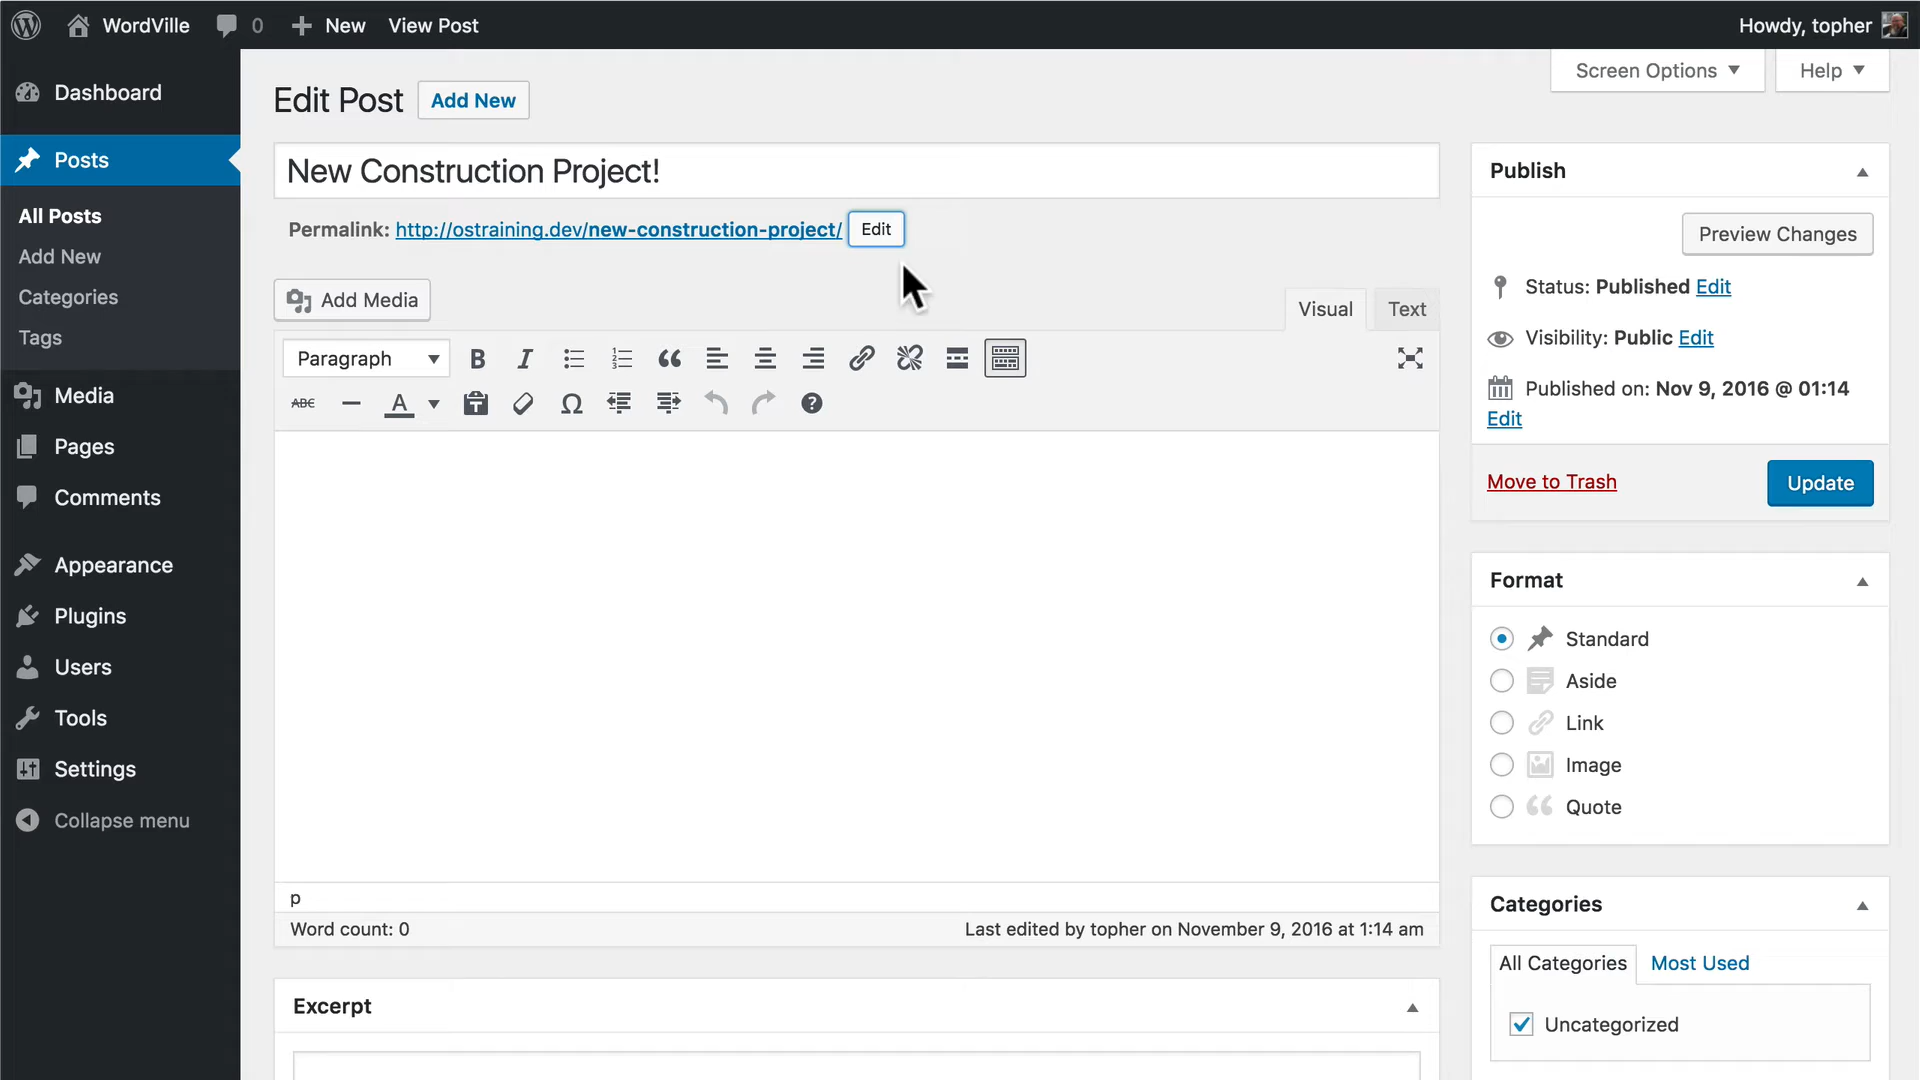 WordVille 0 New View Post Howdy, topher
Dashboard
Posts
All Posts
Add New
Categories
Tags
Media
Pages
Comments
Appearance
Plugins
Users
Tools
Settings
Collapse menu
Screen Options Help
Edit Post Add New
New Construction Project!
Permalink: http://ostraining.dev/new-construction-project/ Edit
Add Media
Visual Text
Paragraph B I
ABC A Ω ?
p
Word count: 0 Last edited by topher on November 9, 2016 at 1:14 am
Excerpt
Publish
Preview Changes
Status: Published Edit
Visibility: Public Edit
Published on: Nov 9, 2016 @ 01:14
Edit
Move to Trash Update
Format
Standard
Aside
Link
Image
Quote
Categories
All Categories Most Used
Uncategorized